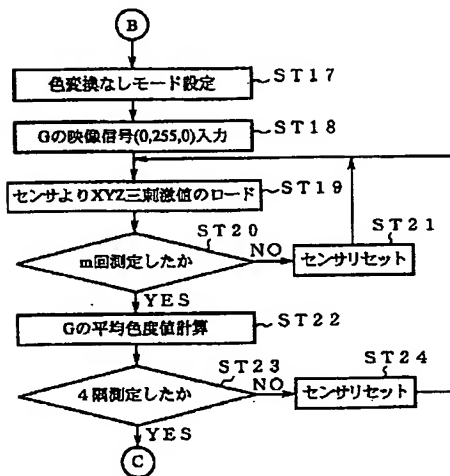 B
色変換なしモード設定
ST17
Gの映像信号(0,255,0)入力
ST18
センサよりXYZ三刺激値のロード
ST19
m回測定したか
ST20
NO
センサリセット
ST21
YES
Gの平均色度値計算
ST22
4隅測定したか
ST23
NO
センサリセット
ST24
YES
C